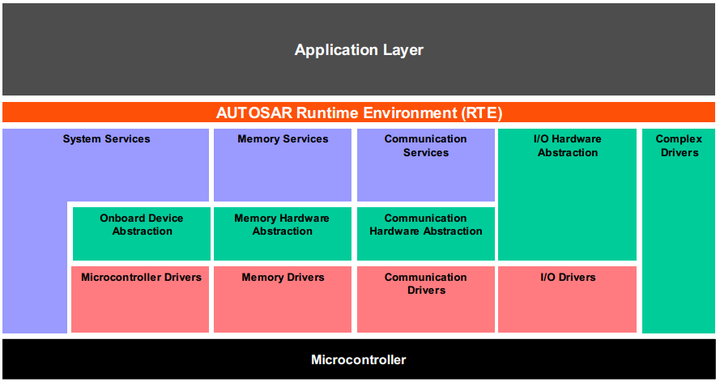 Application Layer
AUTOSAR Runtime Environment (RTE)
System Services
Memory Services
Communication
Services
I/O Hardware
Abstraction
Complex
Drivers
Onboard Device
Abstraction
Memory Hardware
Abstraction
Communication
Hardware Abstraction
Microcontroller Drivers
Memory Drivers
Communication
Drivers
I/O Drivers
Microcontroller